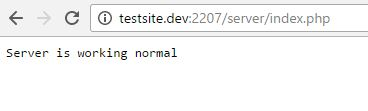 testsite.dev:2207/server/index.php
Server is working normal